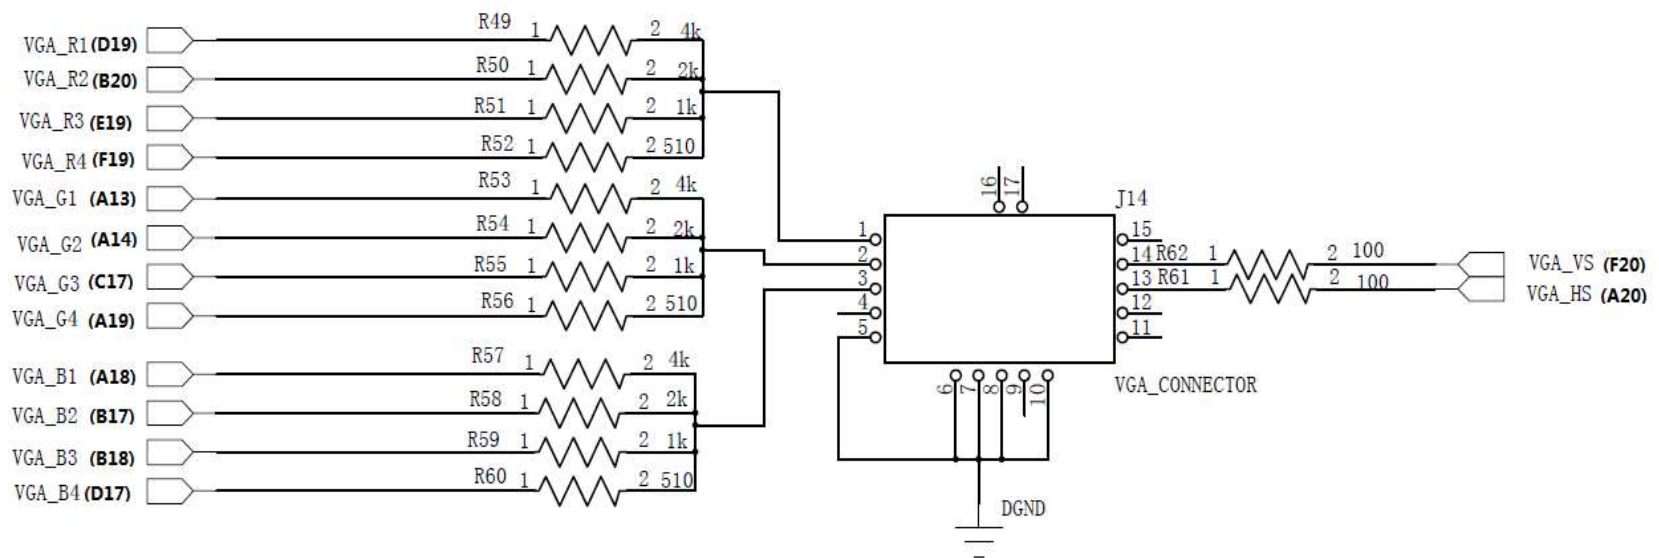 VGA_R1(D19) R49 1 2 4k
VGA_R2(B20) R50 1 2 2k
VGA_R3(E19) R51 1 2 1k
VGA_R4(F19) R52 1 2 510
VGA_G1 (A13) R53 1 2 4k
VGA_G2 (A14) R54 1 2 2k
VGA_G3 (C17) R55 1 2 1k
VGA_G4 (A19) R56 1 2 510
VGA_B1 (A18) R57 1 2 4k
VGA_B2 (B17) R58 1 2 2k
VGA_B3 (B18) R59 1 2 1k
VGA_B4(D17) R60 1 2 510
16 17
J14
1 15
2 14 R62 1 2 100 VGA_VS (F20)
3 13 R61 1 2 100 VGA_HS (A20)
4 12
5 11
6 7 8 9 10
VGA_CONNECTOR
DGND